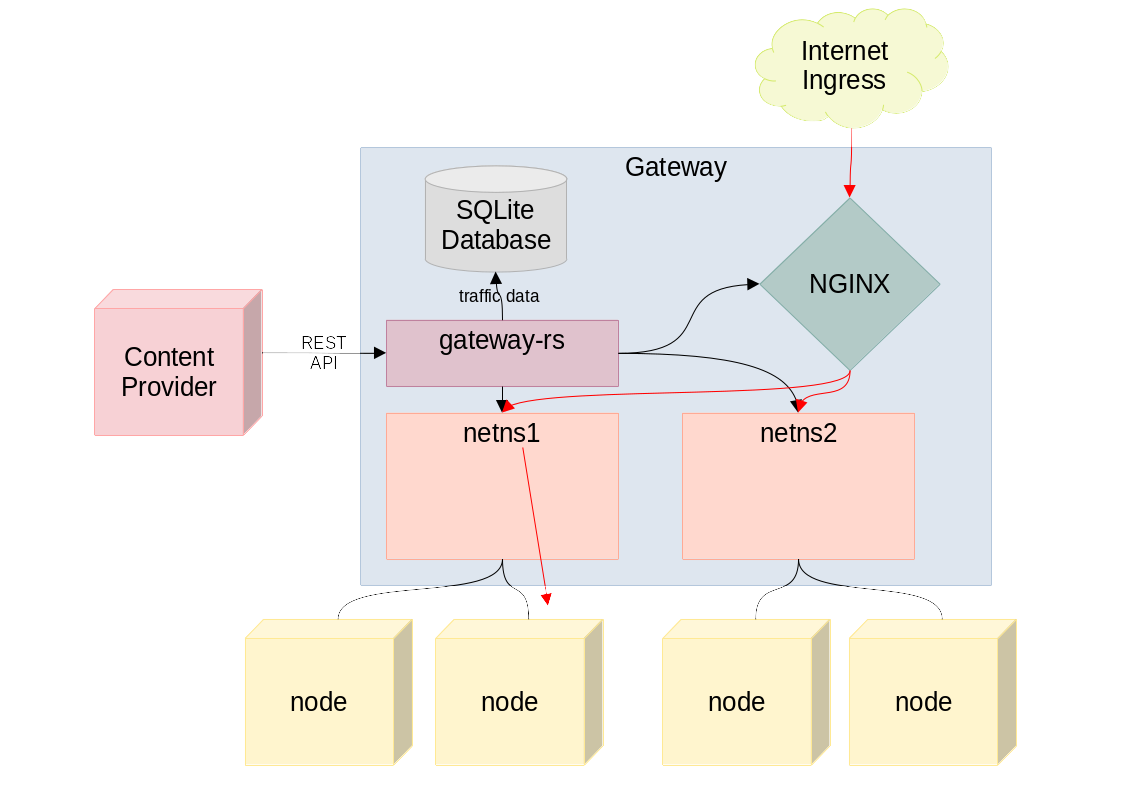 Internet
Ingress
Gateway
SQLite
Database
NGINX
traffic data
gateway-rs
REST
API
Content
Provider
netns1
netns2
node
node
node
node